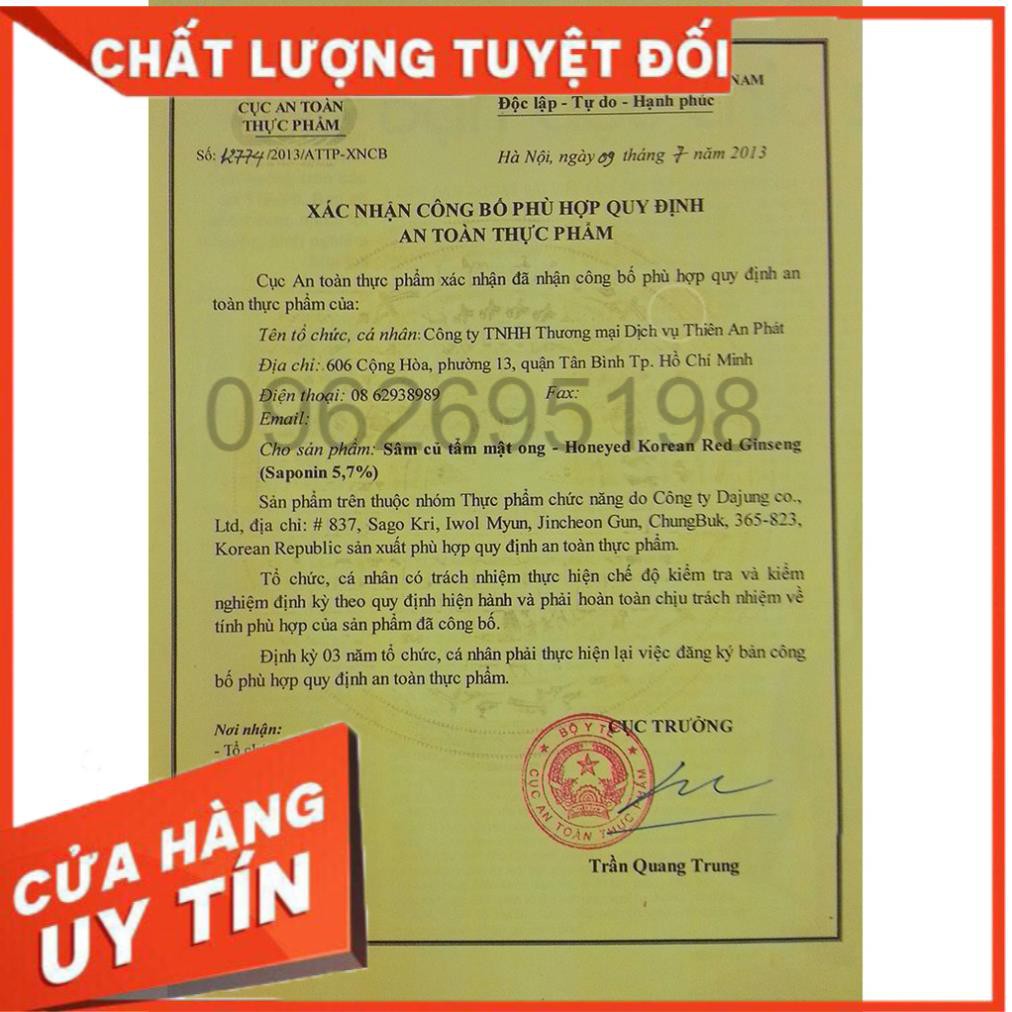 CHẤT LƯỢNG TUYỆT ĐỐI
NAM
CỤC AN TOÀN
THỰC PHẨM
Độc lập - Tự do - Hạnh phúc
Số: 12774/2013/ATTP-XNCB
Hà Nội, ngày 09 tháng 7 năm 2013
XÁC NHẬN CÔNG BỐ PHÙ HỢP QUY ĐỊNH
AN TOÀN THỰC PHẨM
Cục An toàn thực phẩm xác nhận đã nhận công bố phù hợp quy định an
toàn thực phẩm của:
Tên tổ chức, cá nhân: Công ty TNHH Thương mại Dịch vụ Thiên An Phát
Địa chỉ: 606 Cộng Hòa, phường 13, quận Tân Bình Tp. Hồ Chí Minh
Điện thoại: 08 62938989 Fax:
0962695198
Email:
Cho sản phẩm: Sâm củ tẩm mật ong - Honeyed Korean Red Ginseng
(Saponin 5,7%)
Sản phẩm trên thuộc nhóm Thực phẩm chức năng do Công ty Dajung co.,
Ltd, địa chỉ: # 837, Sago Kri, Iwol Myun, Jincheon Gun, ChungBuk, 365-823,
Korean Republic sản xuất phù hợp quy định an toàn thực phẩm.
Tổ chức, cá nhân có trách nhiệm thực hiện chế độ kiểm tra và kiểm
nghiệm định kỳ theo quy định hiện hành và phải hoàn toàn chịu trách nhiệm về
tính phù hợp của sản phẩm đã công bố.
Định kỳ 03 năm tổ chức, cá nhân phải thực hiện lại việc đăng ký bản công
bố phù hợp quy định an toàn thực phẩm.
Nơi nhận:
CỤC TRƯỞNG
- Tổ
BỘ Y TẾ
CỤC AN TOÀN THỰC PHẨM
Trần Quang Trung
CỬA HÀNG
UY TÍN